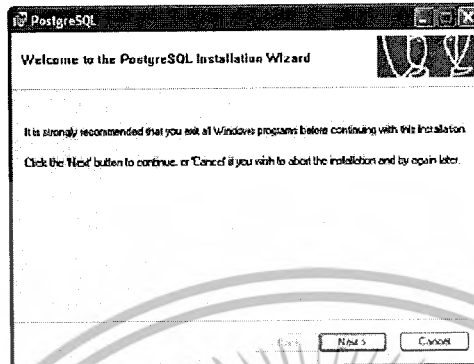 PostgreSQL
Welcome to the PostgreSQL Installation Wizard
It is strongly recommended that you exit all Windows programs before continuing with this installation.
Click the 'Next' button to continue, or 'Cancel' if you wish to abort the installation and try again later.
Next >
Cancel